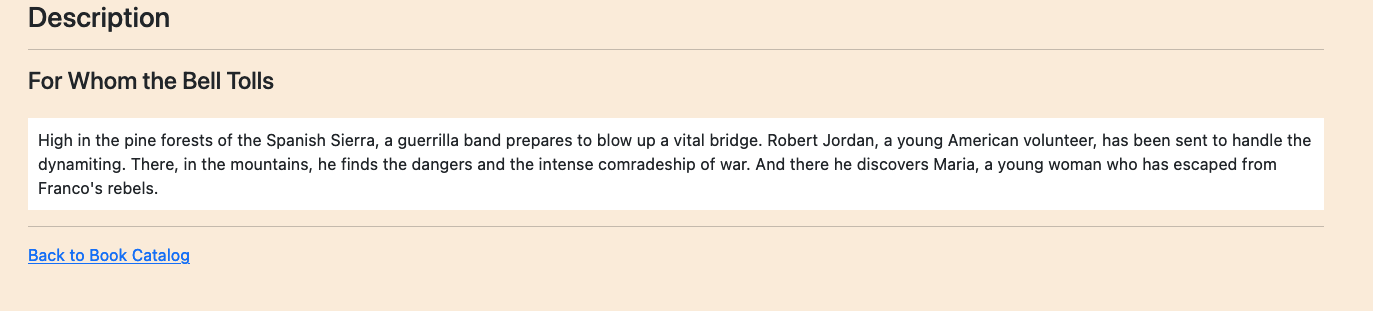 Description
For Whom the Bell Tolls
High in the pine forests of the Spanish Sierra, a guerrilla band prepares to blow up a vital bridge. Robert Jordan, a young American volunteer, has been sent to handle the
dynamiting. There, in the mountains, he finds the dangers and the intense comradeship of war. And there he discovers Maria, a young woman who has escaped from
Franco's rebels.
Back to Book Catalog